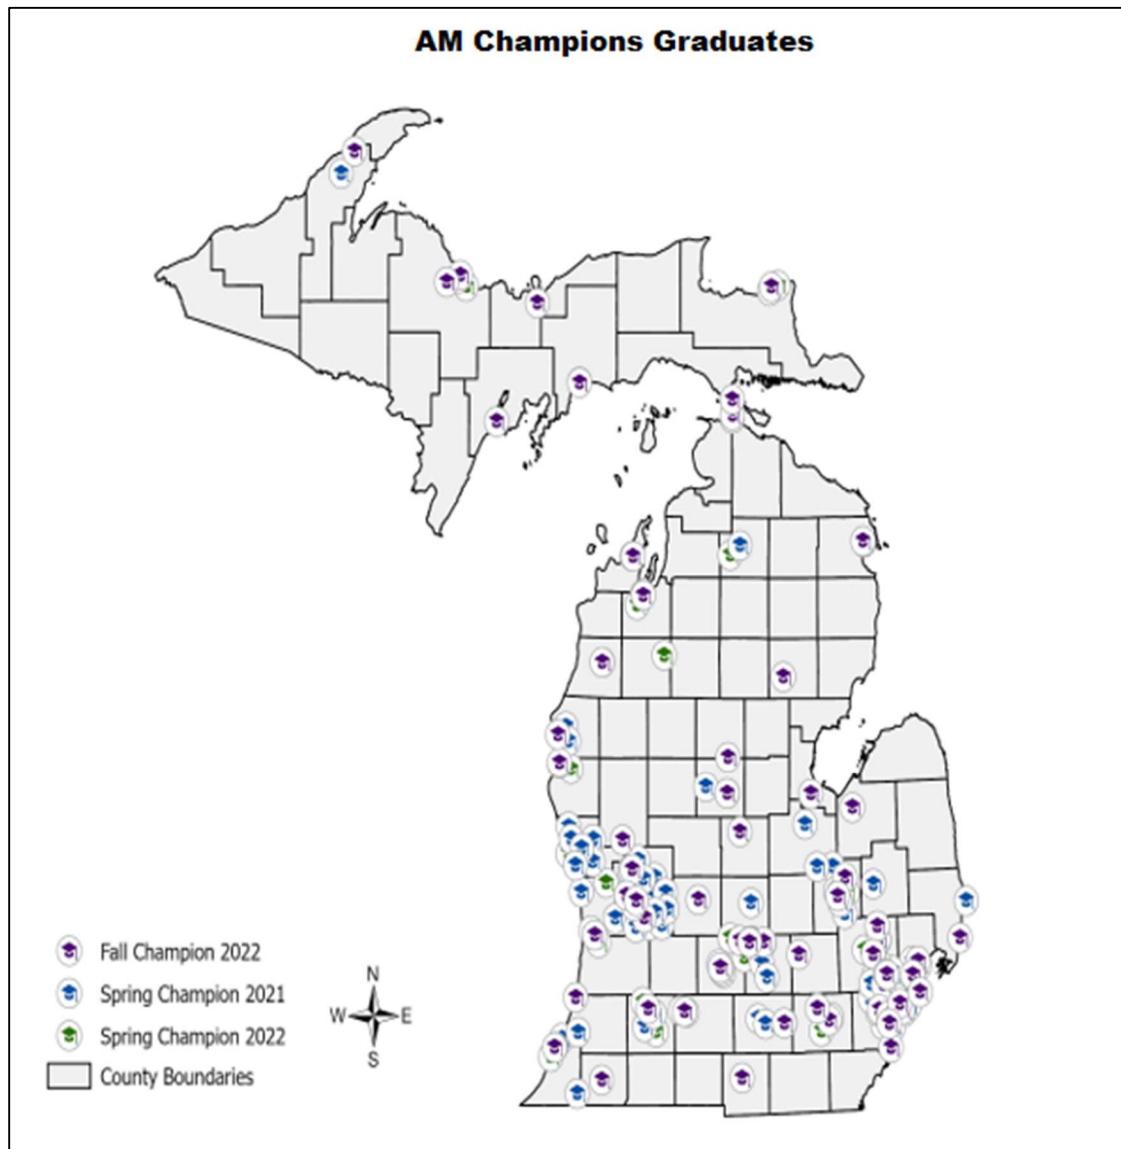 AM Champions Graduates
Fall Champion 2022
Spring Champion 2021
Spring Champion 2022
County Boundaries
N
W E
S